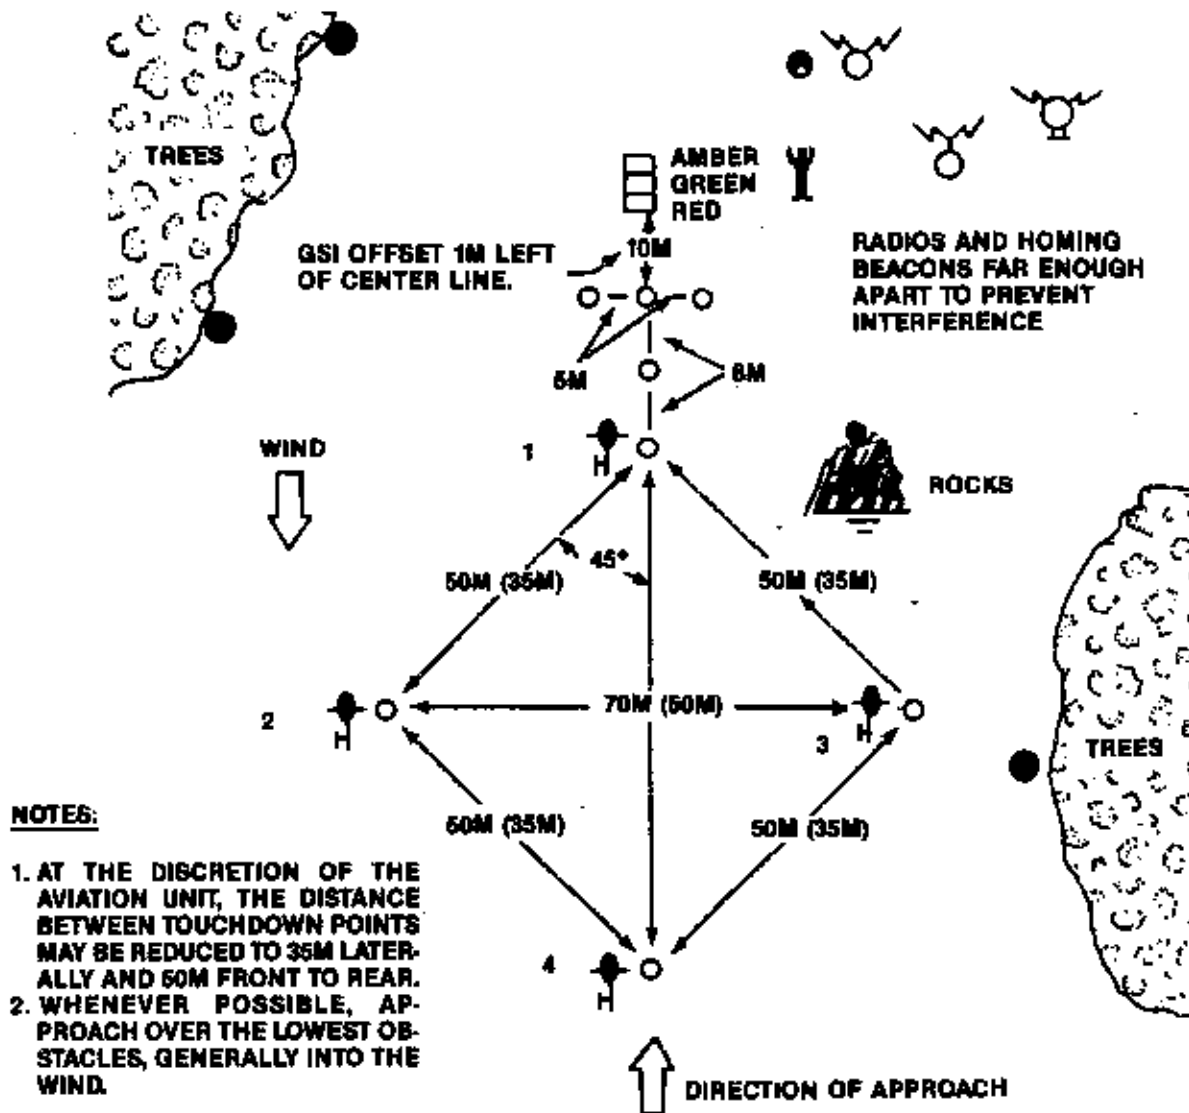 TREES
AMBER
GREEN
RED
10M
GSI OFFSET 1M LEFT
OF CENTER LINE.
RADIOS AND HOMING
BEACONS FAR ENOUGH
APART TO PREVENT
INTERFERENCE
5M
8M
1
H
WIND
ROCKS
45°
50M (35M)
50M (35M)
2
H
70M (50M)
3
H
TREES
50M (35M)
50M (35M)
4
H
NOTES:
1. AT THE DISCRETION OF THE
AVIATION UNIT, THE DISTANCE
BETWEEN TOUCHDOWN POINTS
MAY BE REDUCED TO 35M LATER-
ALLY AND 50M FRONT TO REAR.
2. WHENEVER POSSIBLE, AP-
PROACH OVER THE LOWEST OB-
STACLES, GENERALLY INTO THE
WIND.
DIRECTION OF APPROACH